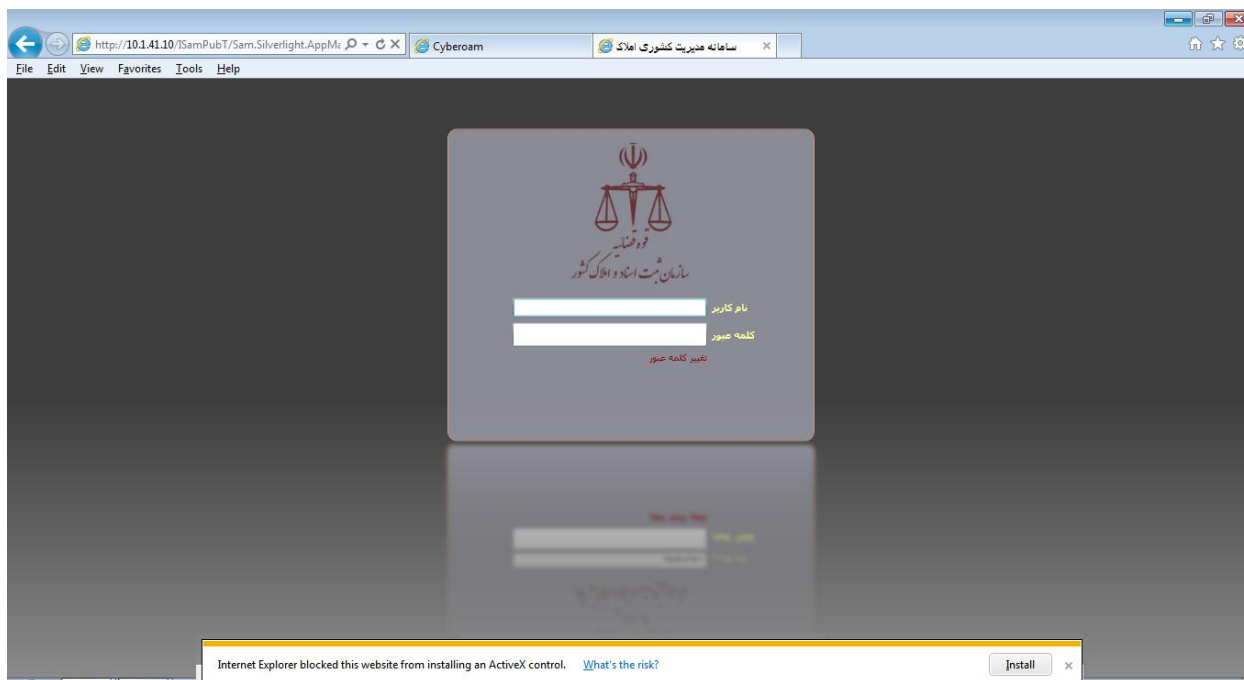 http://10.1.41.10/ISamPubT/Sam.Silverlight.AppMa
Cyberoam
سامانه مدیریت کشوری املاک
File Edit View Favorites Tools Help
قوه قضائیه
سازمان ثبت اسناد و املاک کشور
نام کاربر
کلمه عبور
تغییر کلمه عبور
Internet Explorer blocked this website from installing an ActiveX control. What's the risk? Install